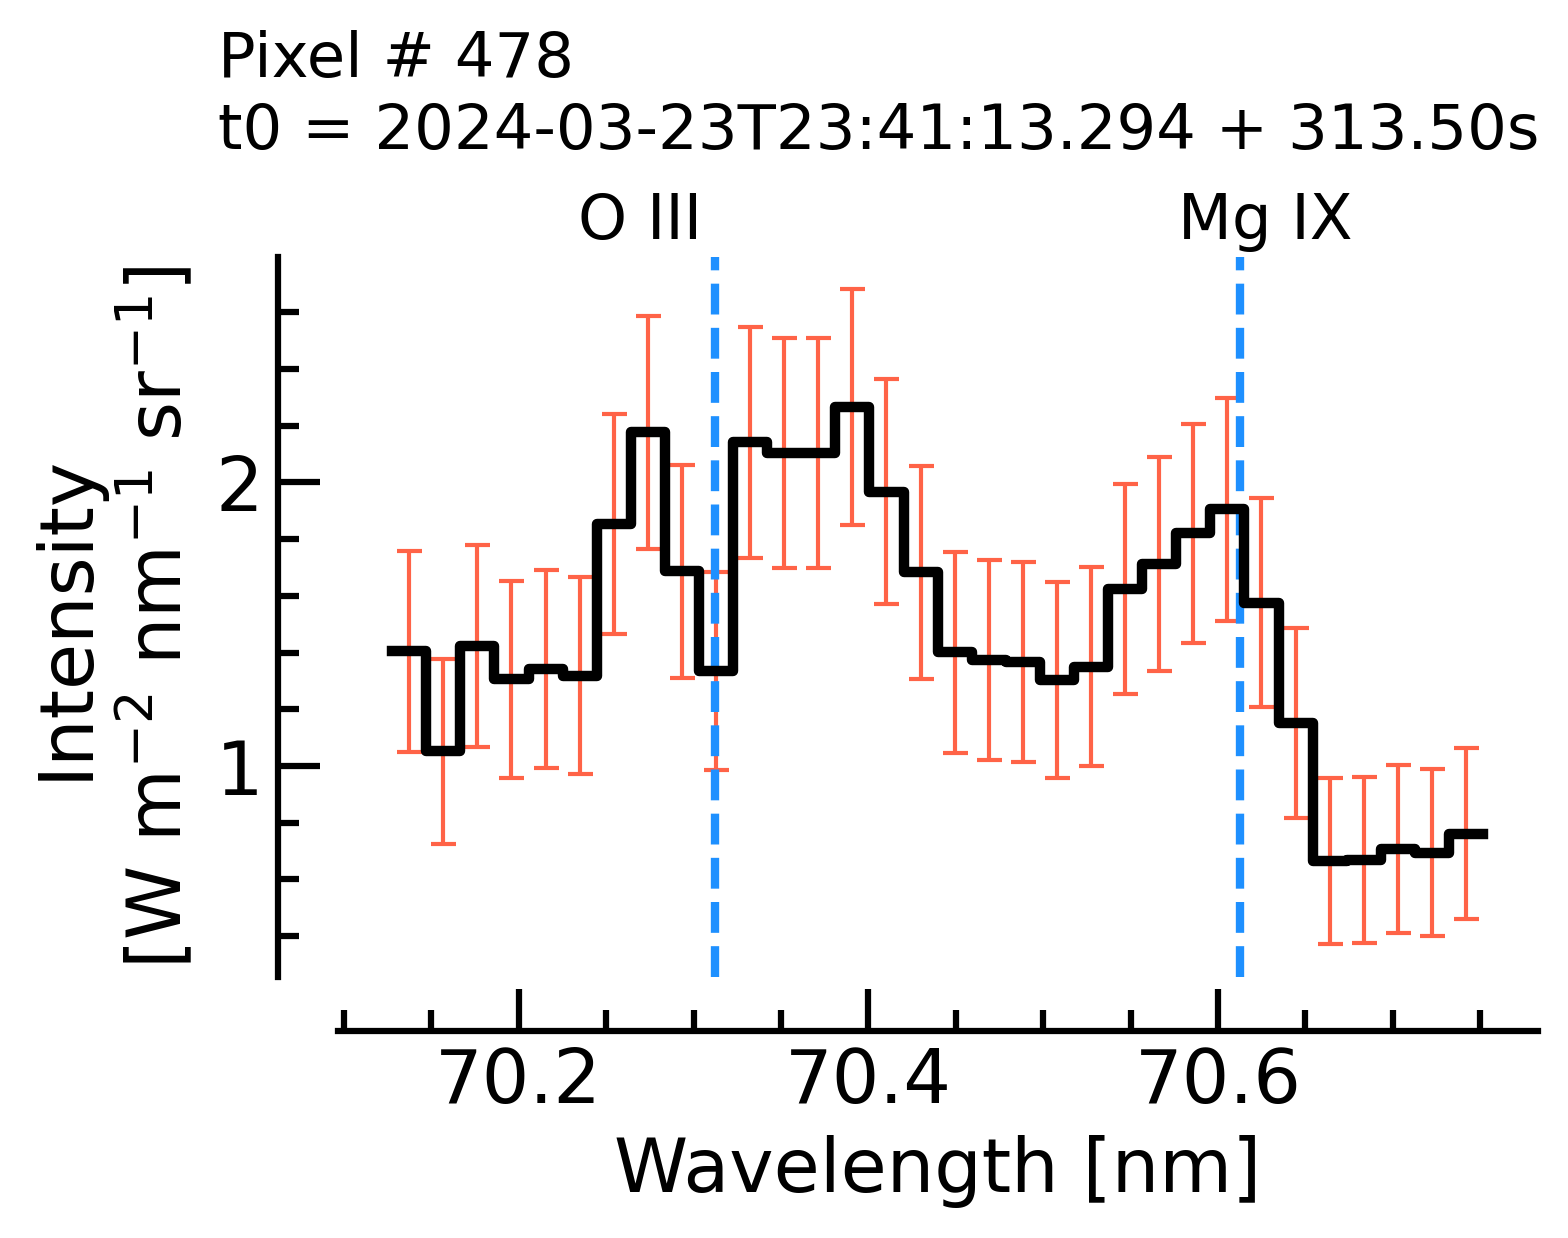 Pixel # 478
t0 = 2024-03-23T23:41:13.294 + 313.50s
O III
Mg IX
Intensity
[W m⁻² nm⁻¹ sr⁻¹]
2
1
70.2
70.4
70.6
Wavelength [nm]